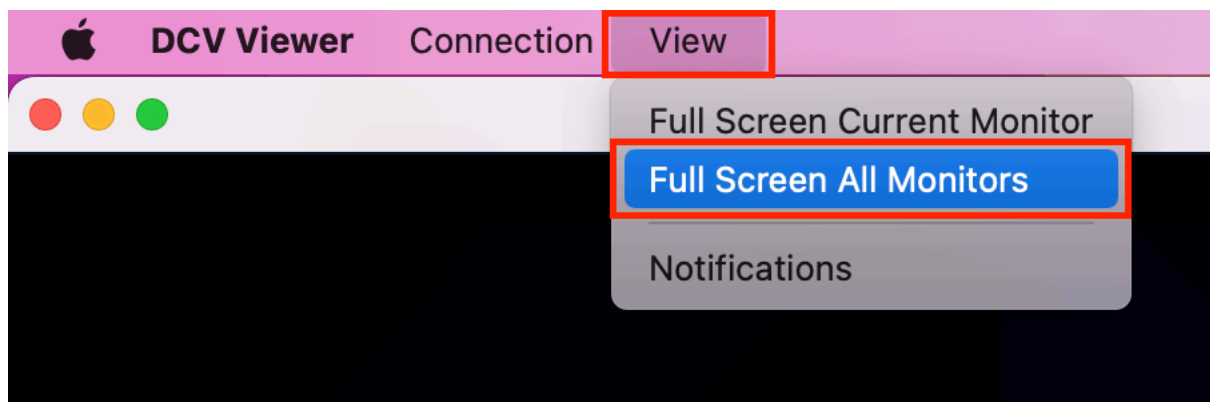 DCV Viewer Connection View
Full Screen Current Monitor
Full Screen All Monitors
Notifications